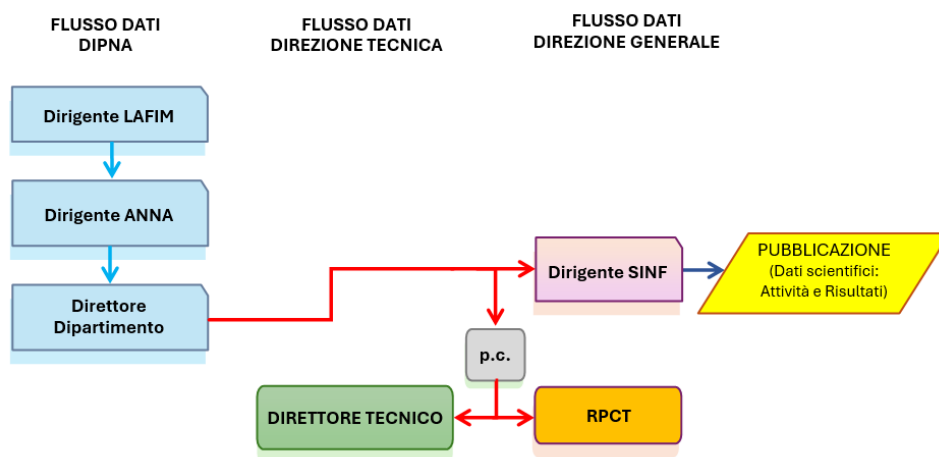 FLUSSO DATI
DIPNA
FLUSSO DATI
DIREZIONE TECNICA
FLUSSO DATI
DIREZIONE GENERALE
Dirigente LAFIM
Dirigente ANNA
Direttore
Dipartimento
Dirigente SINF
PUBBLICAZIONE
(Dati scientifici:
Attività e Risultati)
p.c.
DIRETTORE TECNICO
RPCT